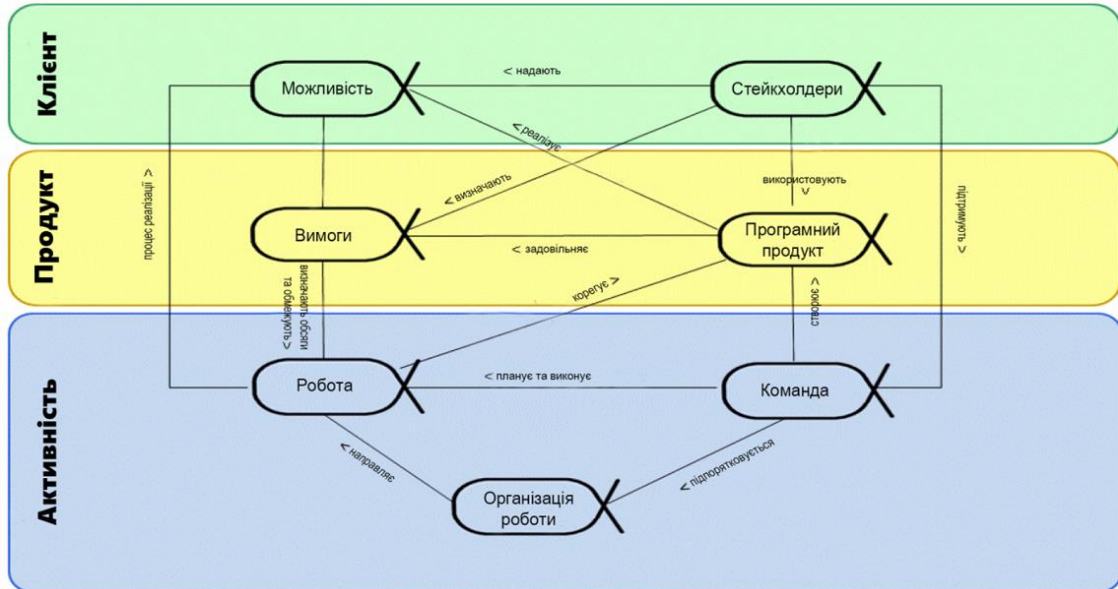 Клієнт
Можливість
< надають
Стейкхолдери
< реалізує
< визначають
процес реалізації >
підтримують >
Продукт
використовують >
Вимоги
< задовільняє
Програмний
продукт
корегує >
визначають обсяги
та обмежують >
створює >
Активність
Робота
< планує та виконує
Команда
< направляє
< підпорятковується
Організація
роботи